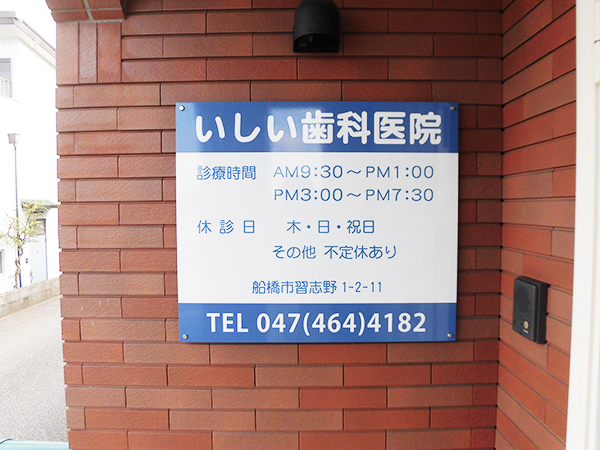 いしい歯科医院
診療時間 AM9:30～PM1:00
PM3:00～PM7:30
休診日 木・日・祝日
その他 不定休あり
船橋市習志野1-2-11
TEL 047(464)4182